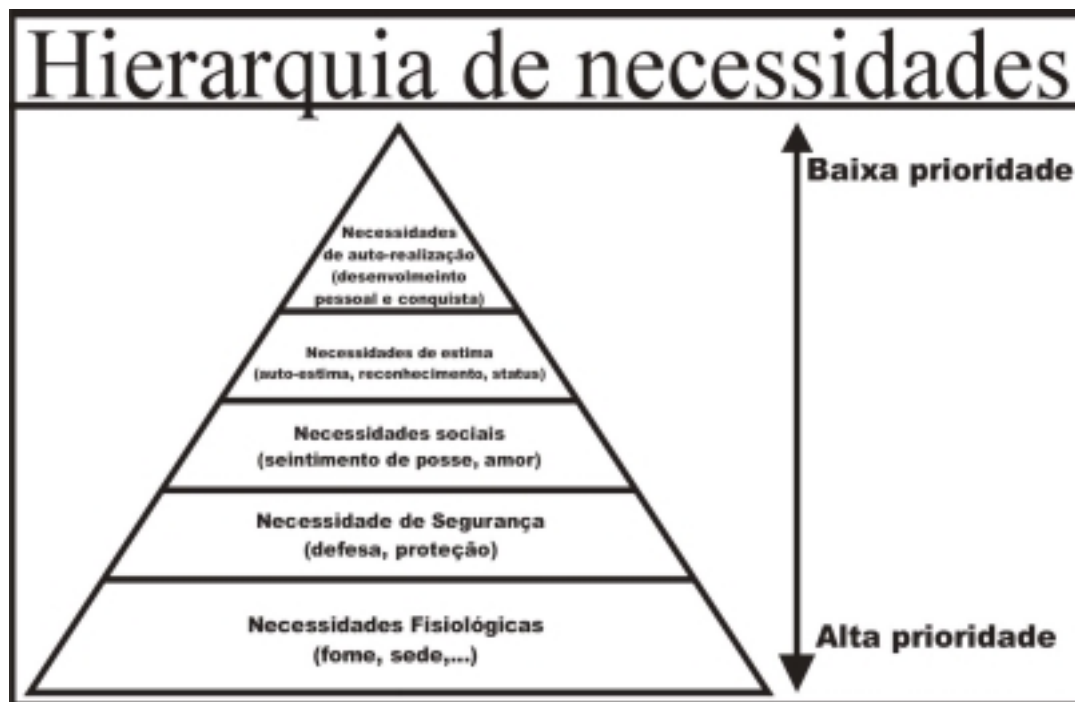 Hierarquia de necessidades
Baixa prioridade
Necessidades
de auto-realização
(desenvolmeinto
pessoal e conquista)
Necessidades de estima
(auto-estima, reconhecimento, status)
Necessidades sociais
(seintimento de posse, amor)
Necessidade de Segurança
(defesa, proteção)
Necessidades Fisiológicas
(fome, sede,...)
Alta prioridade